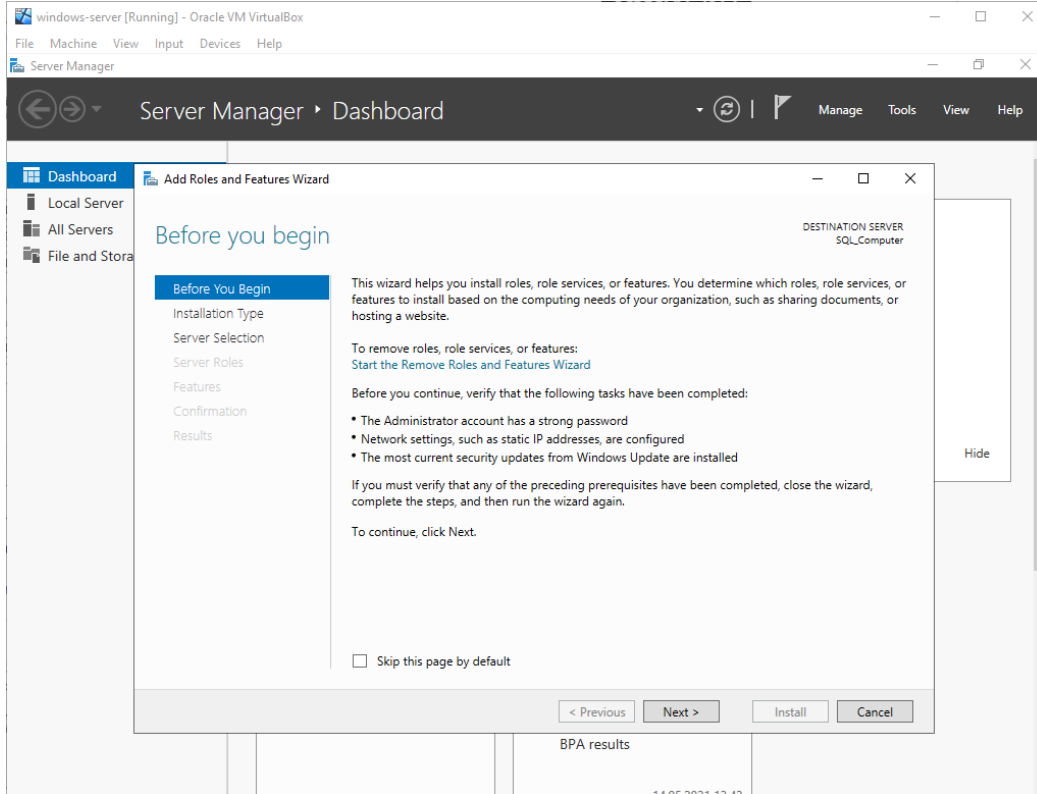 windows-server [Running] - Oracle VM VirtualBox
File Machine View Input Devices Help
Server Manager
Server Manager Dashboard
Manage Tools View Help
Dashboard
Local Server
All Servers
File and Stora
Add Roles and Features Wizard
Before you begin
DESTINATION SERVER
SQL_Computer
Before You Begin
Installation Type
Server Selection
Server Roles
Features
Confirmation
Results
This wizard helps you install roles, role services, or features. You determine which roles, role services, or
features to install based on the computing needs of your organization, such as sharing documents, or
hosting a website.
To remove roles, role services, or features:
Start the Remove Roles and Features Wizard
Before you continue, verify that the following tasks have been completed:
• The Administrator account has a strong password
• Network settings, such as static IP addresses, are configured
• The most current security updates from Windows Update are installed
If you must verify that any of the preceding prerequisites have been completed, close the wizard,
complete the steps, and then run the wizard again.
To continue, click Next.
Skip this page by default
< Previous Next > Install Cancel
Hide
BPA results